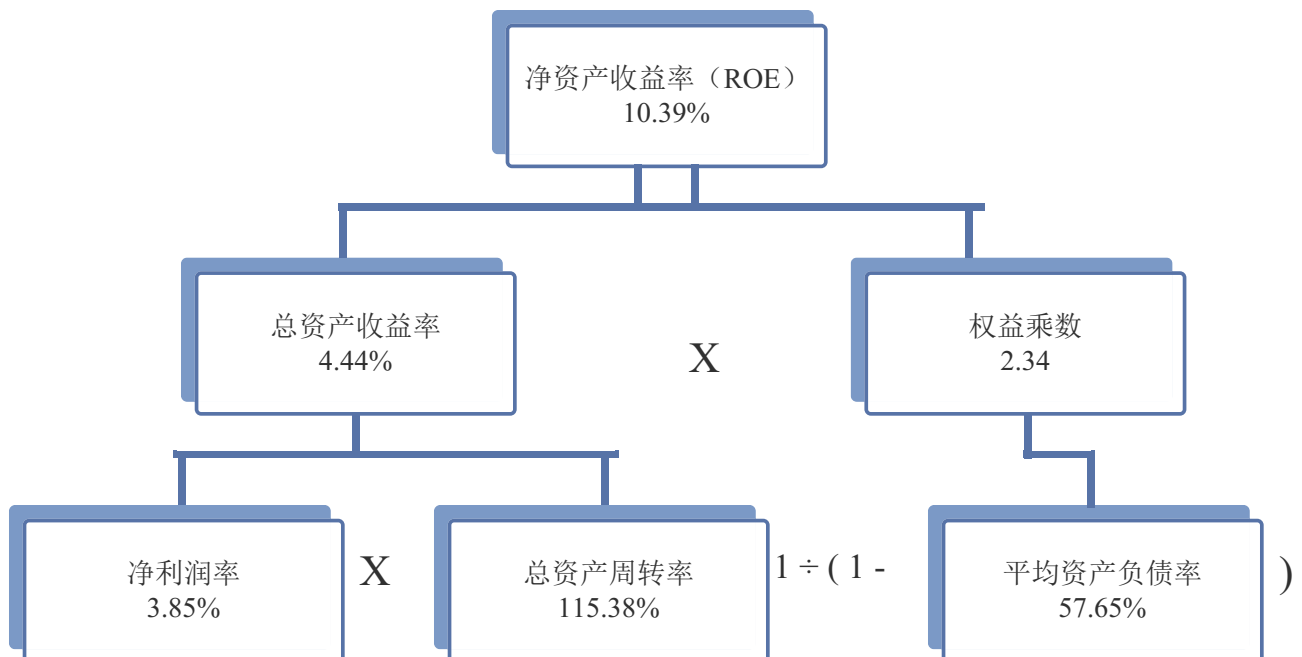 净资产收益率（ROE）
10.39%
总资产收益率
4.44%
X
权益乘数
2.34
净利润率
3.85%
X
总资产周转率
115.38%
1 ÷ ( 1 -
平均资产负债率
57.65%
)